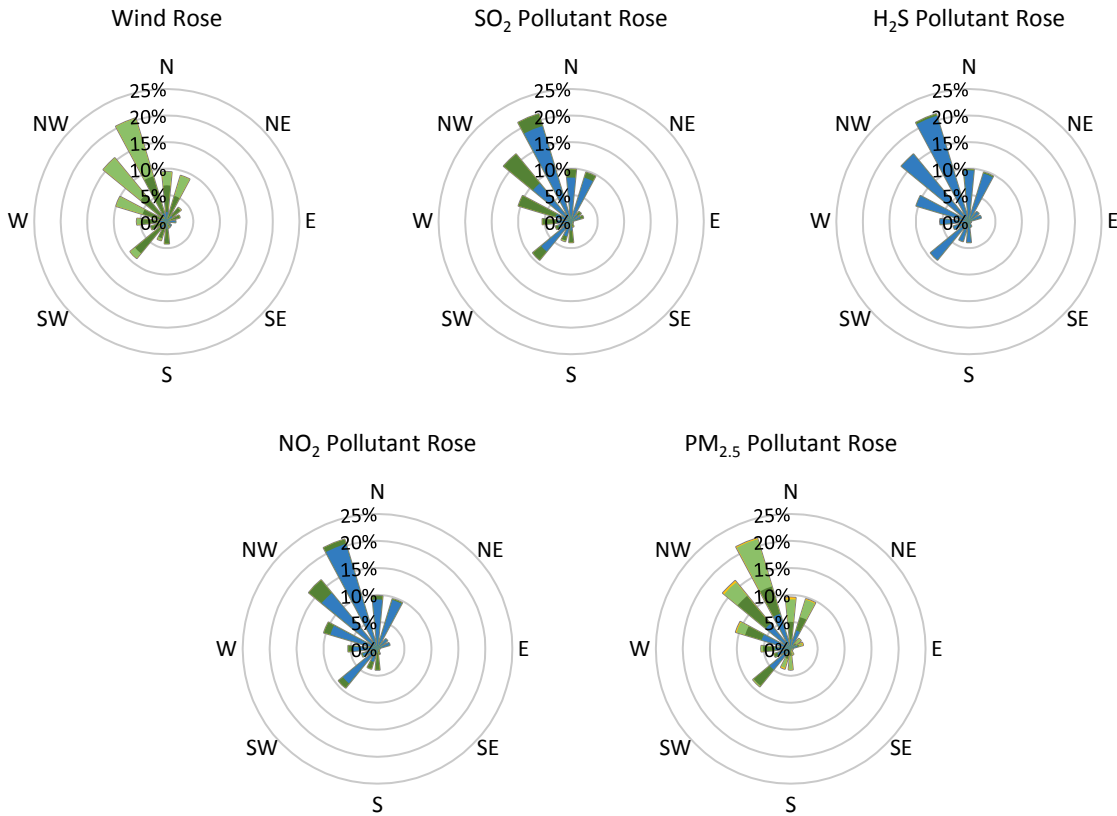 Wind Rose
N
25%
20%
15%
10%
5%
0%
NW
NE
W
E
SW
SE
S
SO₂ Pollutant Rose
N
25%
20%
15%
10%
5%
0%
NW
NE
W
E
SW
SE
S
H₂S Pollutant Rose
N
25%
20%
15%
10%
5%
0%
NW
NE
W
E
SW
SE
S
NO₂ Pollutant Rose
N
25%
20%
15%
10%
5%
0%
NW
NE
W
E
SW
SE
S
PM₂.₅ Pollutant Rose
N
25%
20%
15%
10%
5%
0%
NW
NE
W
E
SW
SE
S